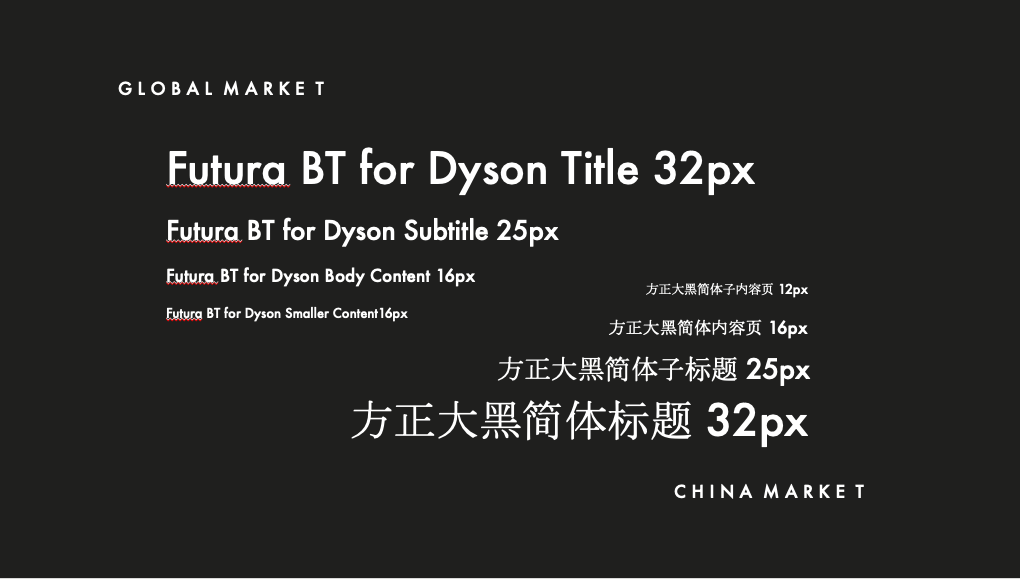 GLOBAL MARKET
Futura BT for Dyson Title 32px
Futura BT for Dyson Subtitle 25px
Futura BT for Dyson Body Content 16px
Futura BT for Dyson Smaller Content16px
方正大黑简体子内容页 12px
方正大黑简体内容页 16px
方正大黑简体子标题 25px
方正大黑简体标题 32px
CHINA MARKET